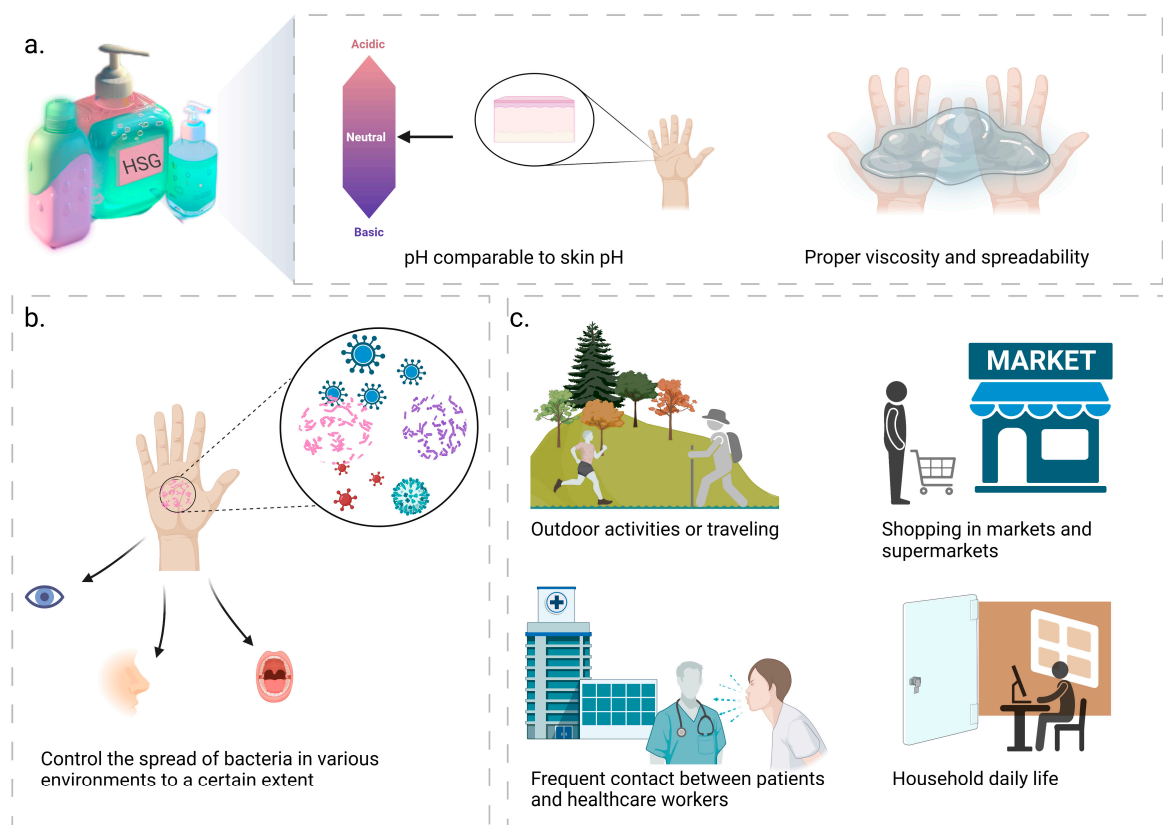 a.
HSG
Acidic
Neutral
Basic
pH comparable to skin pH
Proper viscosity and spreadability
b.
Control the spread of bacteria in various
environments to a certain extent
c.
MARKET
Outdoor activities or traveling
Shopping in markets and
supermarkets
Frequent contact between patients
and healthcare workers
Household daily life